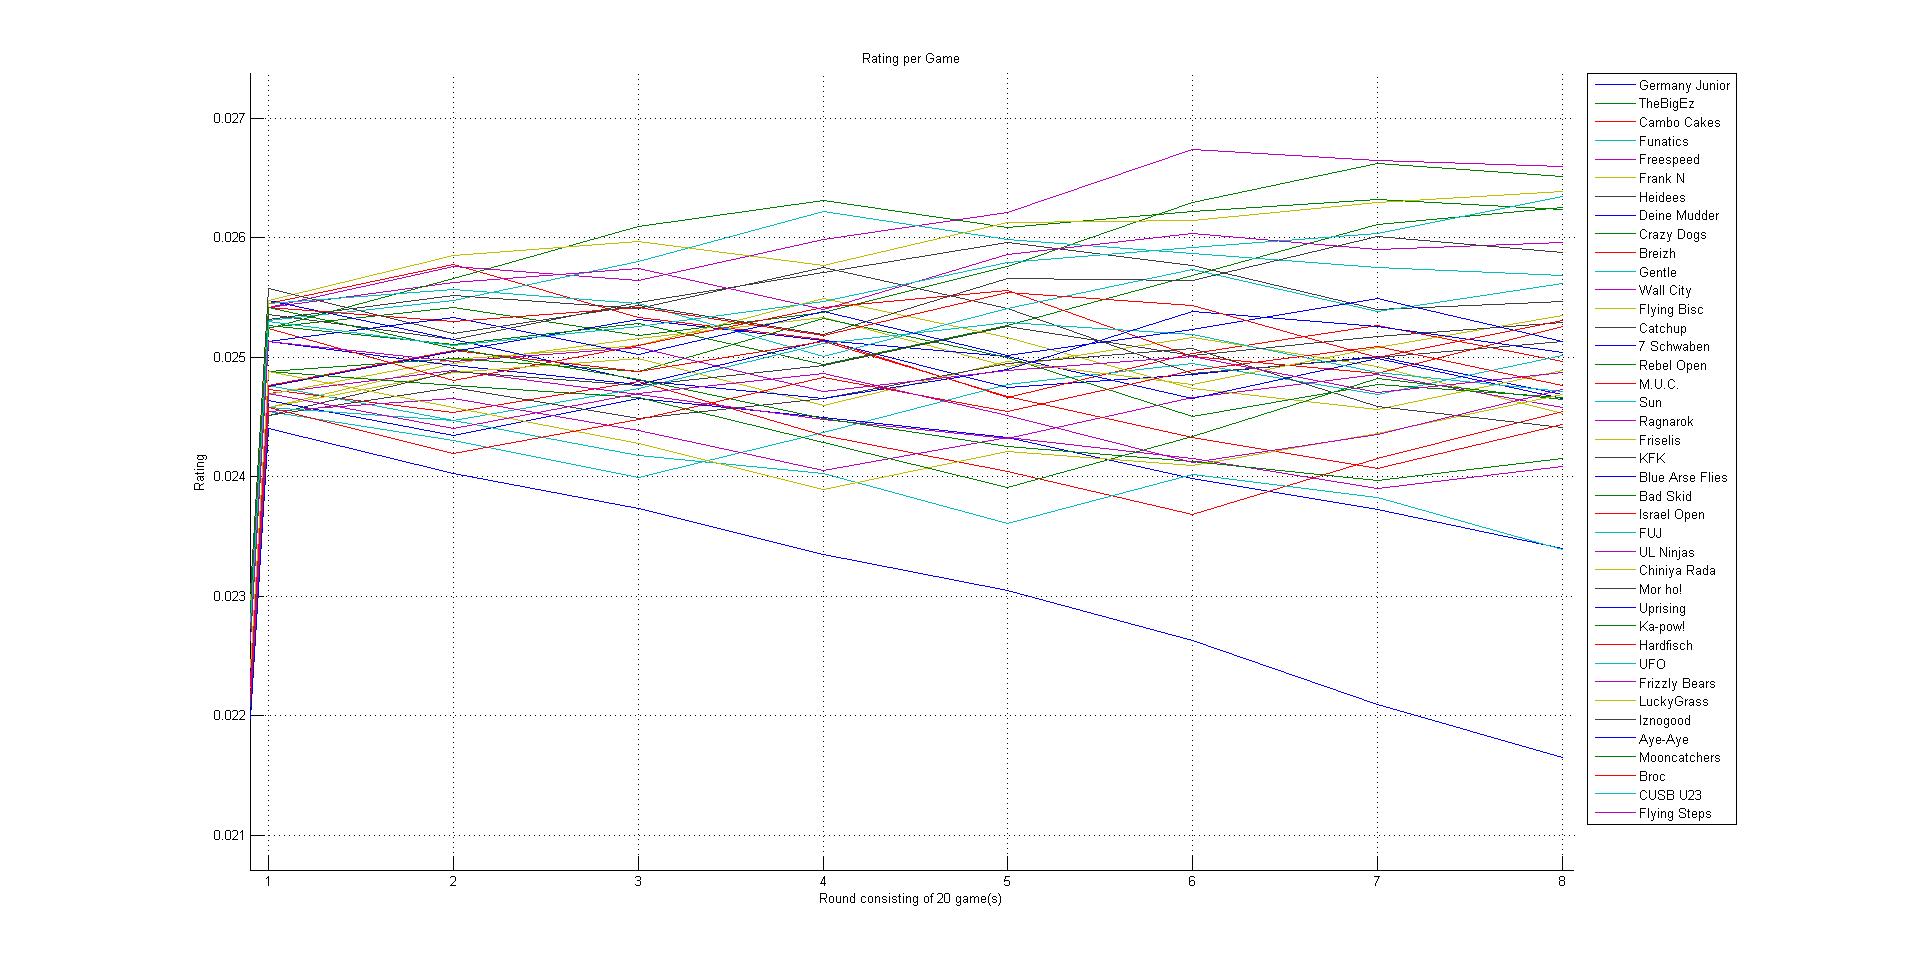 Rating per Game
0.027
0.026
0.025
0.024
0.023
0.022
0.021
Rating
1 2 3 4 5 6 7 8
Round consisting of 20 game(s)
Germany Junior
TheBigEz
Cambo Cakes
Funatics
Freespeed
Frank N
Heidees
Deine Mudder
Crazy Dogs
Breizh
Gentle
Wall City
Flying Bisc
Catchup
7 Schwaben
Rebel Open
M.U.C.
Sun
Ragnarok
Friselis
KFK
Blue Arse Flies
Bad Skid
Israel Open
FUJ
UL Ninjas
Chiniya Rada
Mor ho!
Uprising
Ka-pow!
Hardfisch
UFO
Frizzly Bears
LuckyGrass
Iznogood
Aye-Aye
Mooncatchers
Broc
CUSB U23
Flying Steps